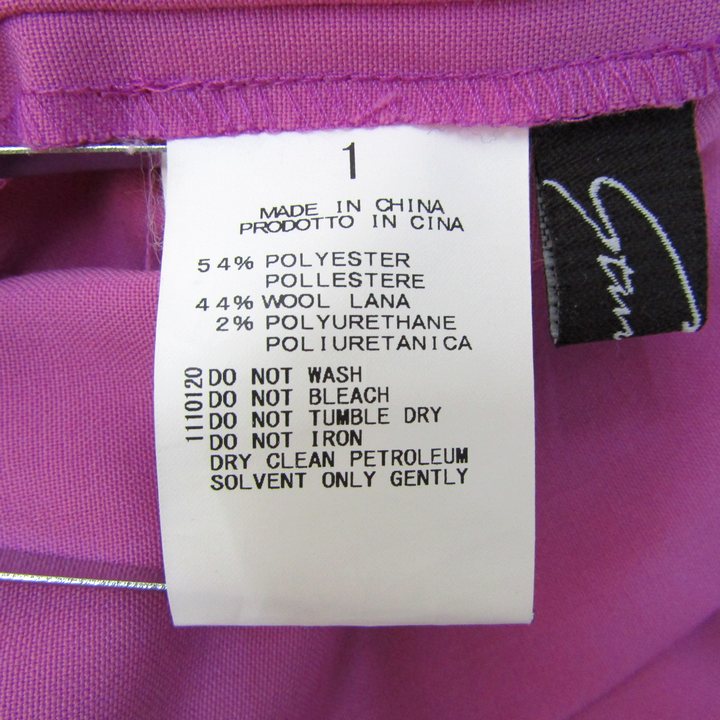 1
MADE IN CHINA
PRODOTTO IN CINA
54% POLYESTER
POLLESTERE
44% WOOL LANA
2% POLYURETHANE
POLIURETANICA
1110120
DO NOT WASH
DO NOT BLEACH
DO NOT TUMBLE DRY
DO NOT IRON
DRY CLEAN PETROLEUM
SOLVENT ONLY GENTLY